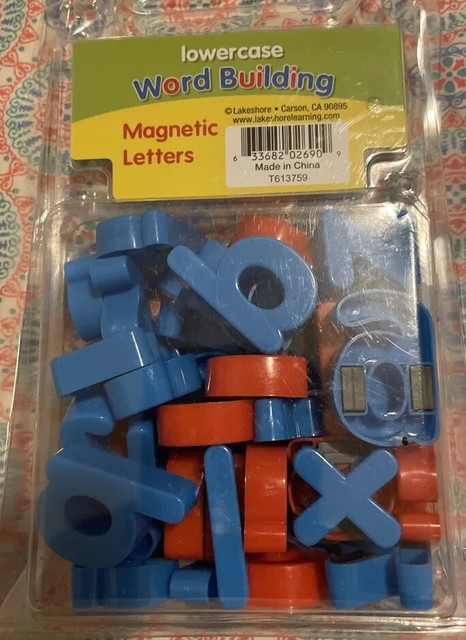 lowercase
Word Building
© Lakeshore • Carson, CA 90895
www.lakeshorelearning.com
Magnetic
Letters
6 33682 02690 9
Made in China
T613759